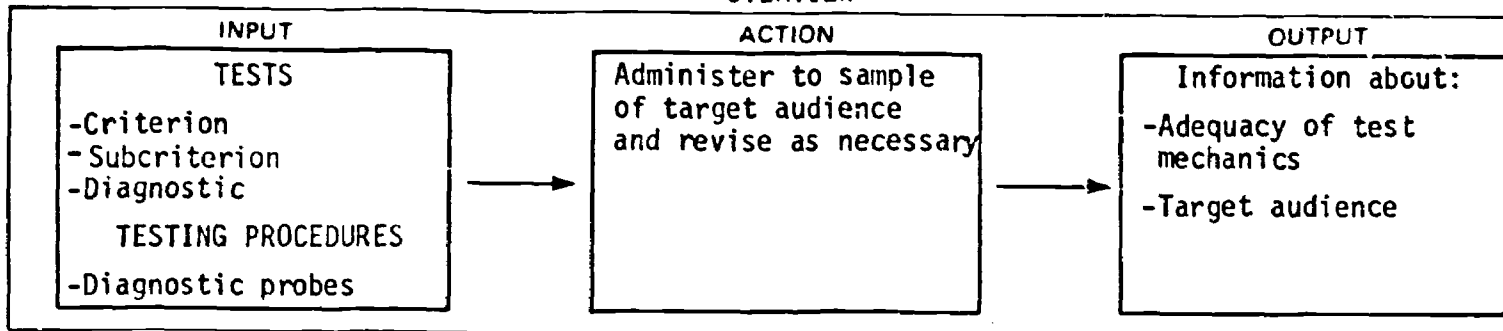 INPUT
TESTS
-Criterion
-Subcriterion
-Diagnostic
TESTING PROCEDURES
-Diagnostic probes
ACTION
Administer to sample
of target audience
and revise as necessary
OUTPUT
Information about:
-Adequacy of test
mechanics
-Target audience